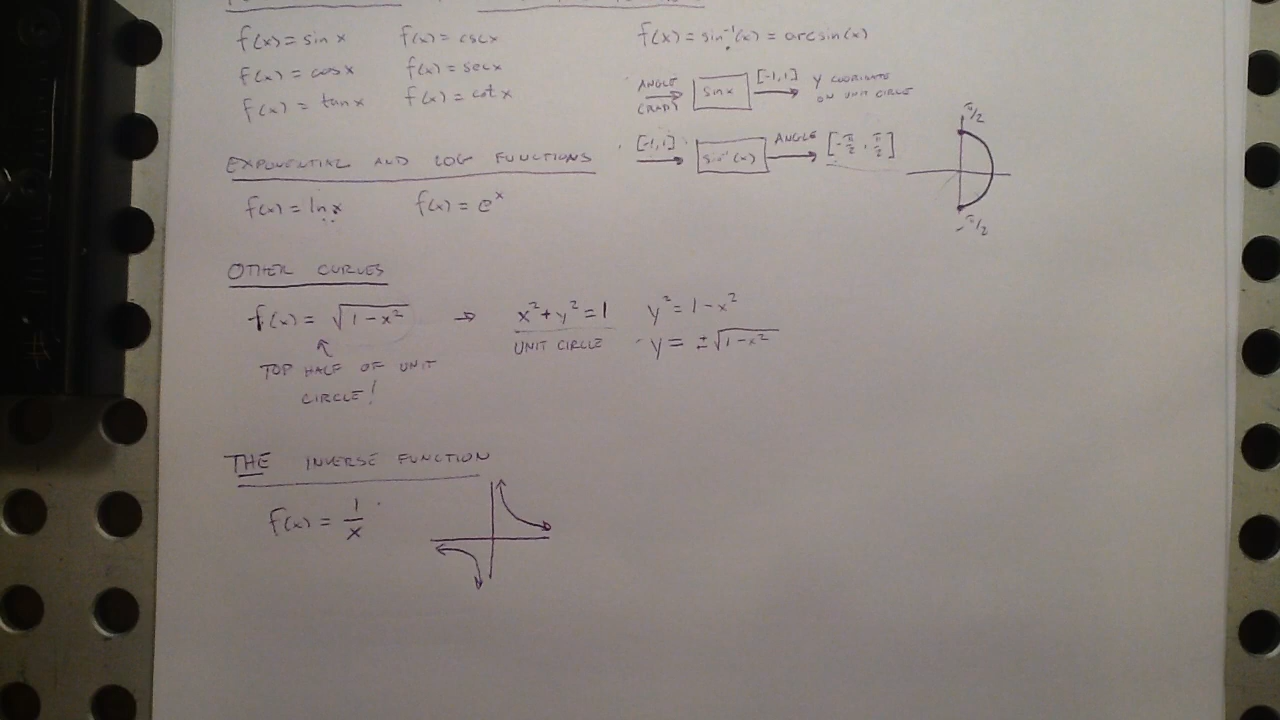 f(x) = sin x f(x) = csc x
f(x) = cos x f(x) = sec x
f(x) = tan x f(x) = cot x
f(x) = sin⁻¹(x) = arcsin(x)
ANGLE (RAD) → sin x → [-1,1] Y COORDINATE
ON UNIT CIRCLE
[-1,1] → sin⁻¹(x) → ANGLE [-π/2, π/2]
π/2
-π/2
EXPONENTIAL AND LOG FUNCTIONS
f(x) = ln x f(x) = e^x
OTHER CURVES
f(x) = √(1-x²) → x² + y² = 1 y² = 1 - x²
UNIT CIRCLE y = ±√(1-x²)
TOP HALF OF UNIT
CIRCLE!
THE INVERSE FUNCTION
f(x) = 1/x